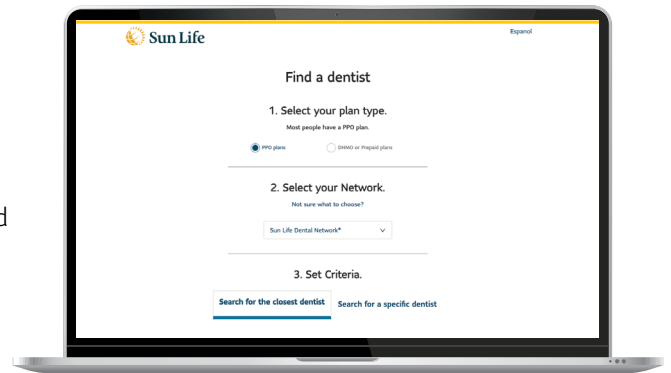 Sun Life
Espanol
Find a dentist
1. Select your plan type.
Most people have a PPO plan.
PPO plans
DHMO or Prepaid plans
2. Select your Network.
Not sure what to choose?
Sun Life Dental Network*
3. Set Criteria.
Search for the closest dentist
Search for a specific dentist